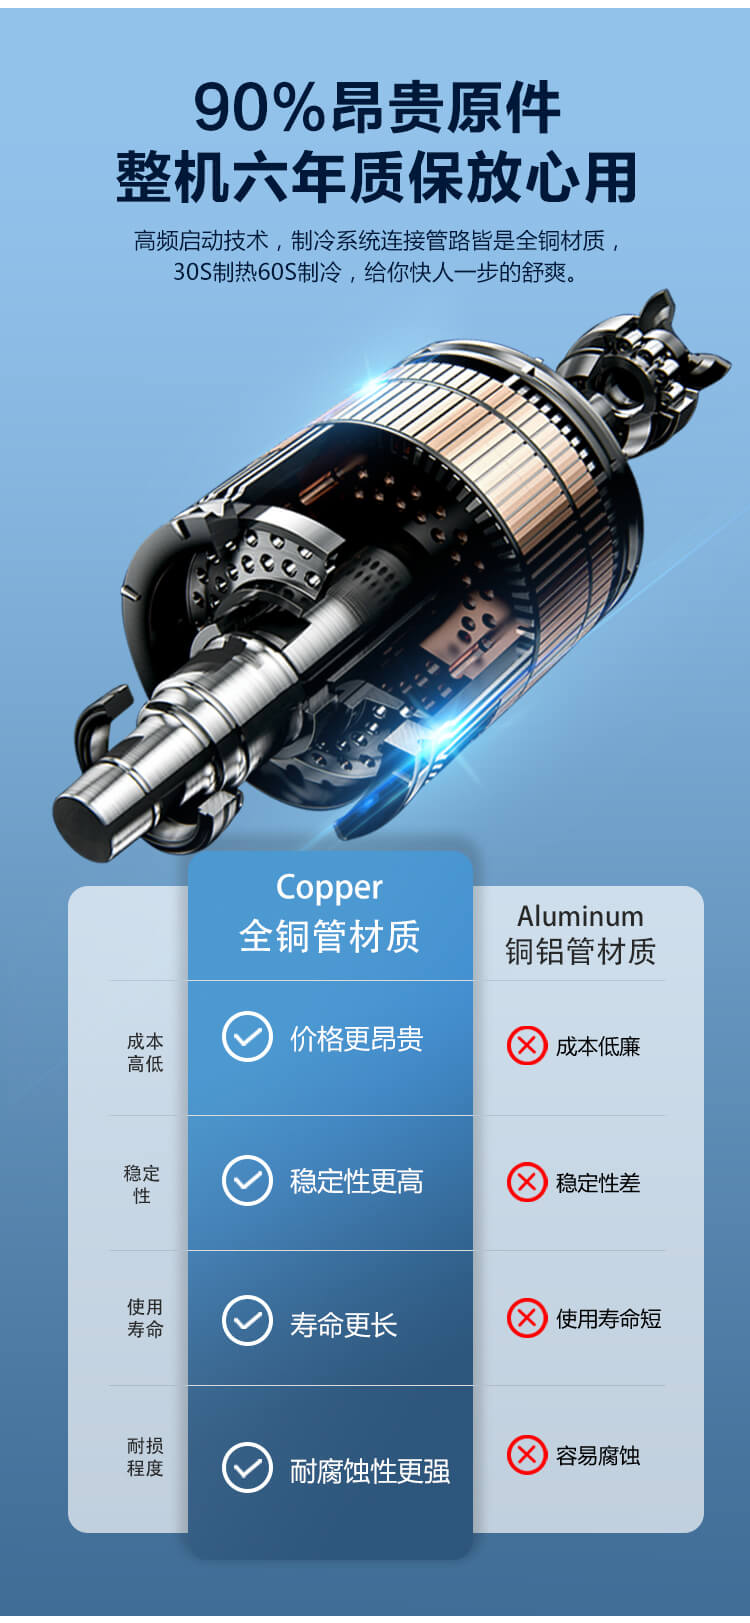 90%昂贵原件
整机六年质保放心用
高频启动技术，制冷系统连接管路皆是全铜材质，
30S制热60S制冷，给你快人一步的舒爽。
Copper
全铜管材质
Aluminum
铜铝管材质
成本
高低
价格更昂贵
成本低廉
稳定
性
稳定性更高
稳定性差
使用
寿命
寿命更长
使用寿命短
耐损
程度
耐腐蚀性更强
容易腐蚀